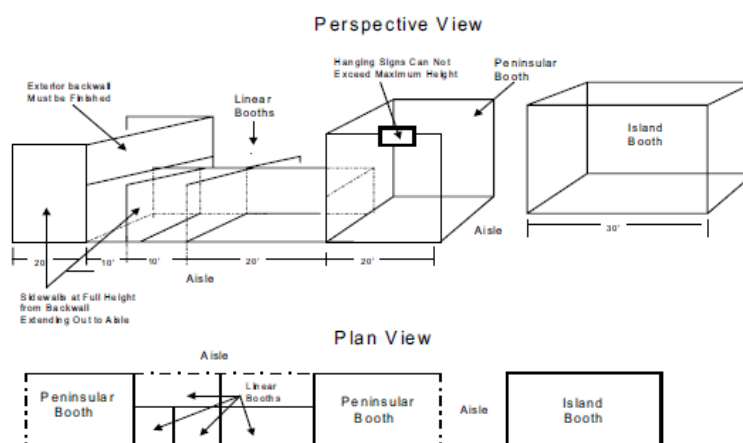 Perspective View
Exterior backwall
Must be Finished
Linear
Booths
Hanging Signs Can Not
Exceed Maximum Height
Peninsular
Booth
Island
Booth
20'
10'
10'
20'
20'
Aisle
30'
Aisle
Sidewalls at Full Height
from Backwall
Extending Out to Aisle
Plan View
Aisle
Peninsular
Booth
Linear
Booths
Peninsular
Booth
Aisle
Island
Booth